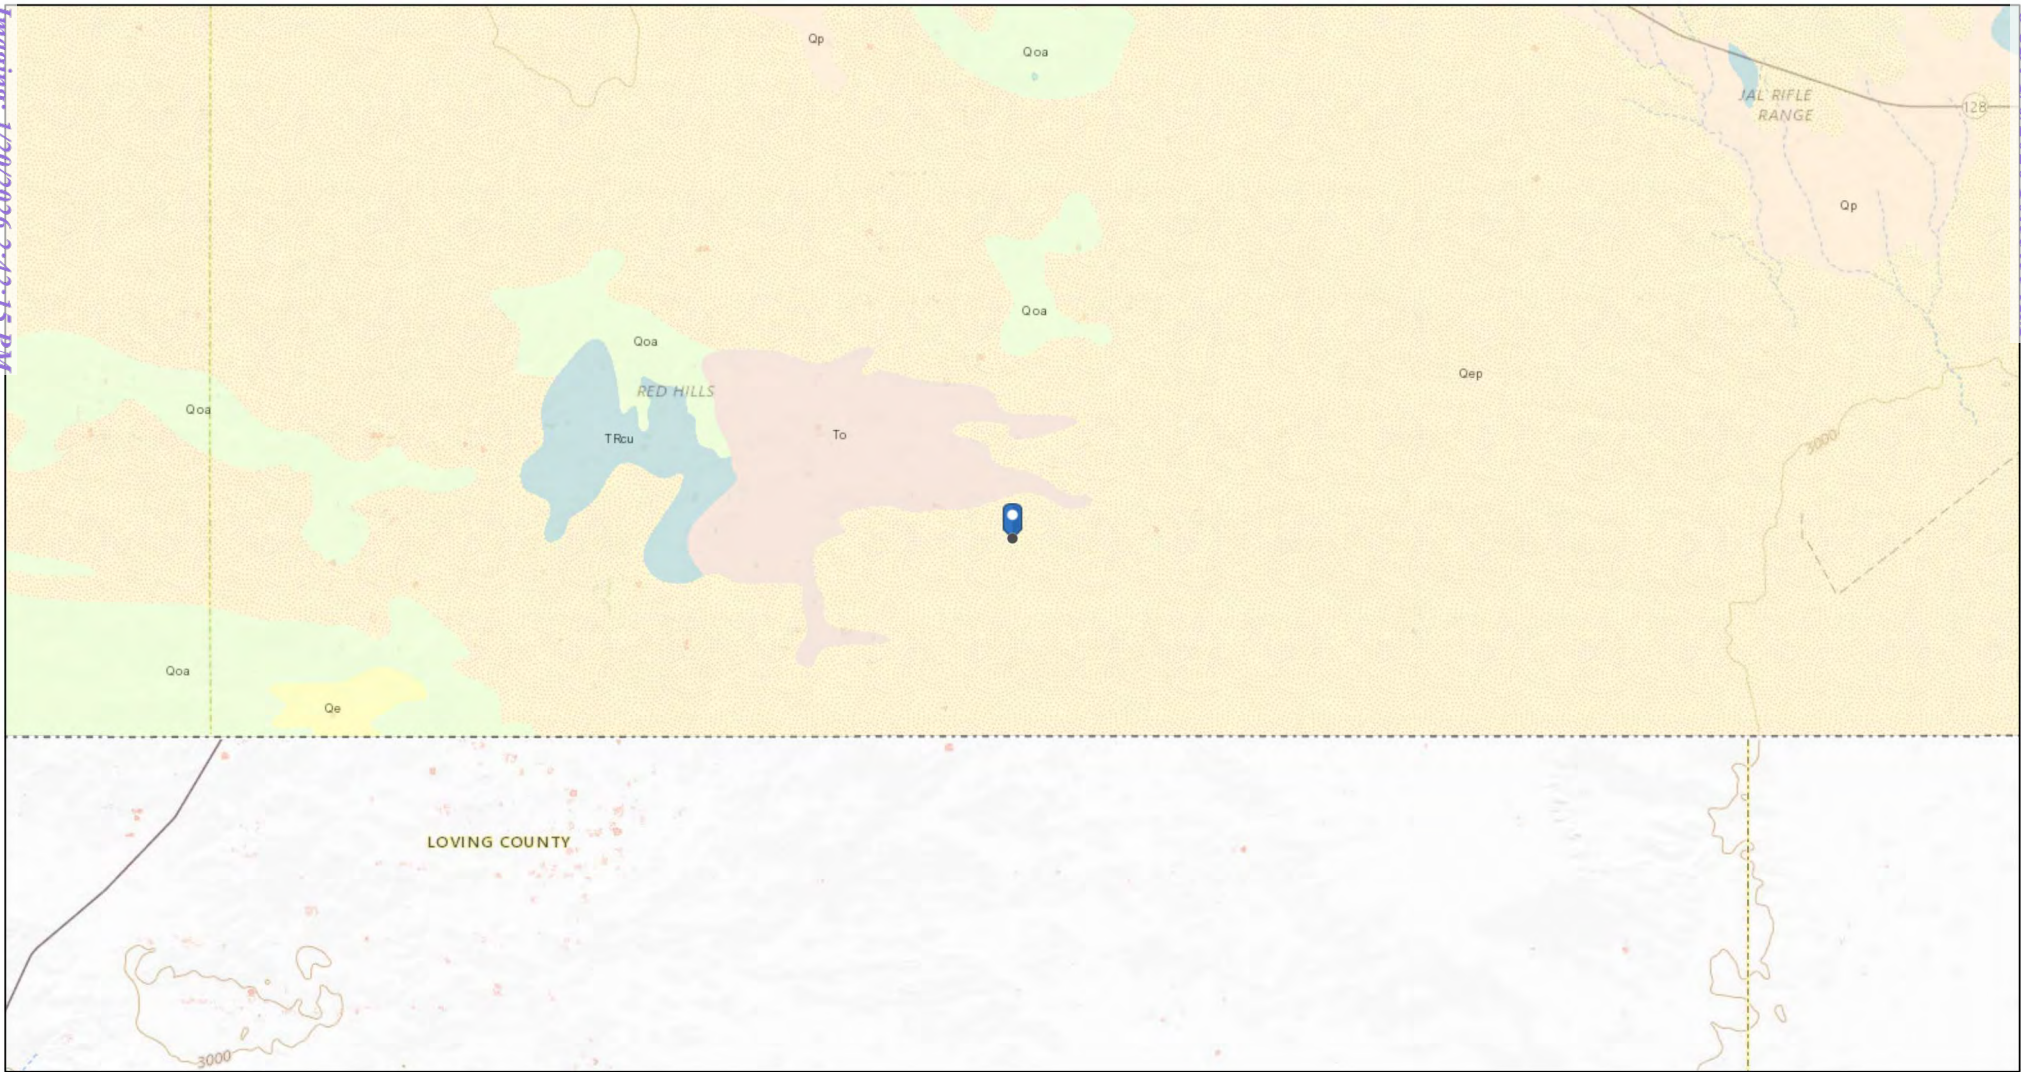 Qp
Qoa
JAL RIFLE
RANGE
128
Qp
Qoa
Qoa
Qep
RED HILLS
Qoa
TRcu
To
3000
Qoa
Qe
LOVING COUNTY
3000